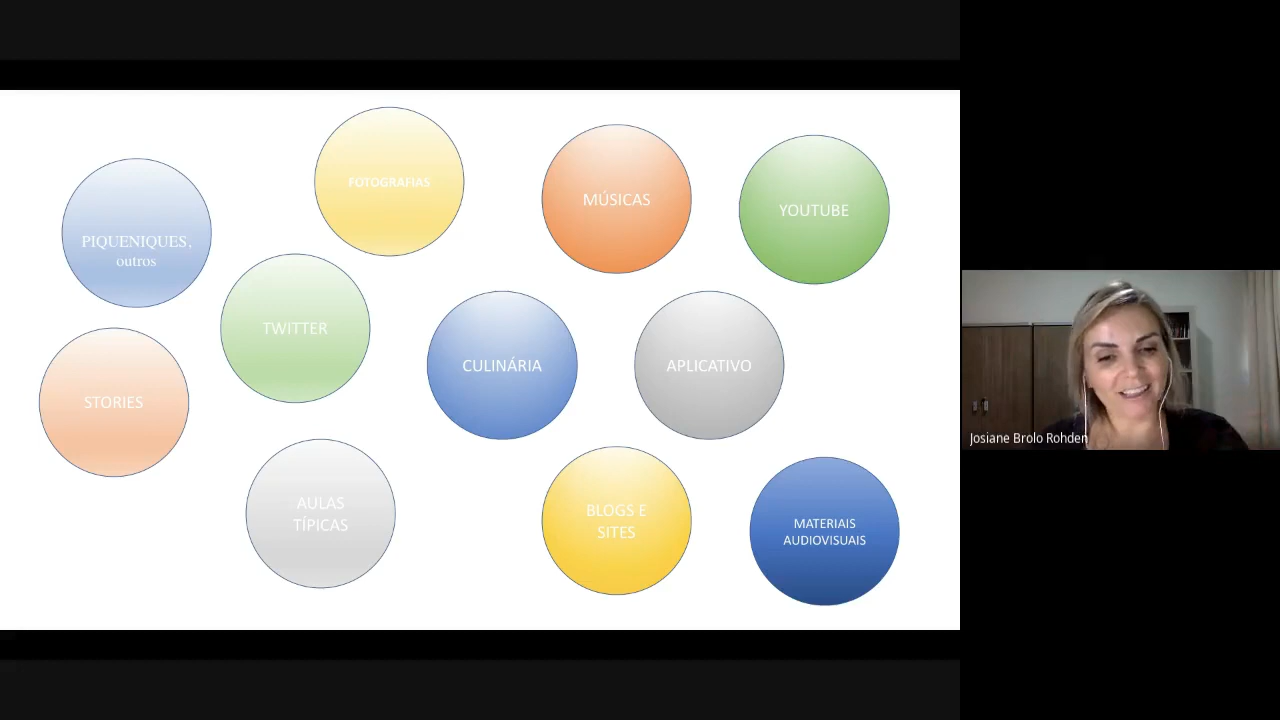 FOTOGRAFIAS
MÚSICAS
YOUTUBE
PIQUENIQUES,
outros
TWITTER
CULINÁRIA
APLICATIVO
STORIES
AULAS
TÍPICAS
BLOGS E
SITES
MATERIAIS
AUDIOVISUAIS
Josiane Brolo Rohden